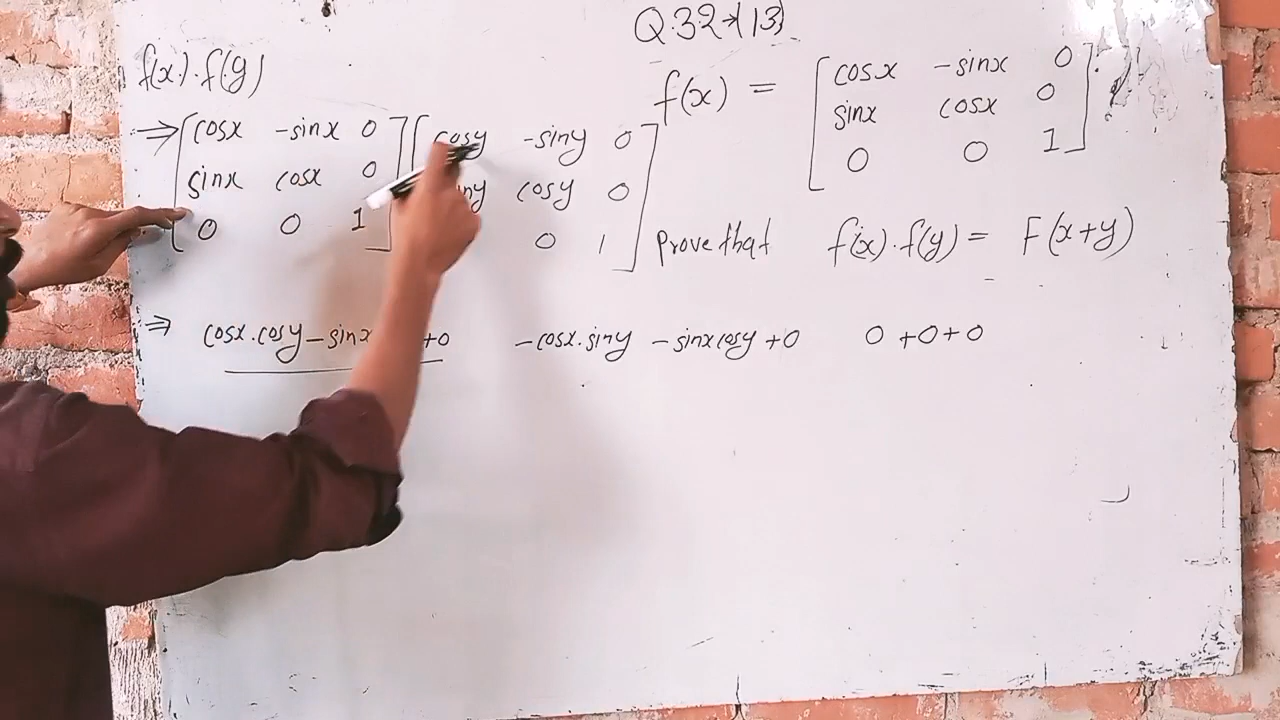 Q.32→(13)
f(x).f(y)
f(x) = [cosx -sinx 0
sinx cosx 0
0 0 1]
⇒ [cosx -sinx 0] [cosy -siny 0
sinx cosx 0 cosy 0
0 0 1] 0 1]
Prove that f(x).f(y) = F(x+y)
⇒ cosx.cosy-sinx +0 -cosx.siny -sinxcosy+0 0+0+0